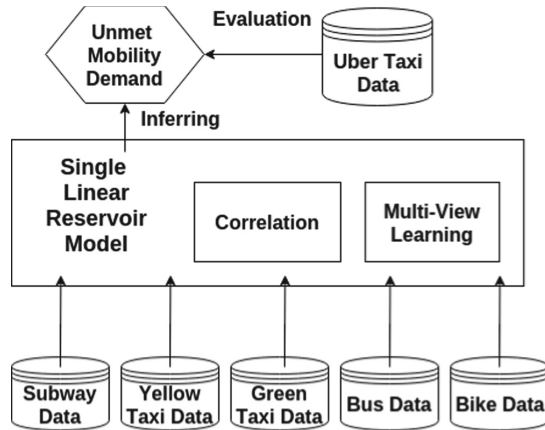 Unmet
Mobility
Demand
Evaluation
Uber Taxi
Data
Inferring
Single
Linear
Reservoir
Model
Correlation
Multi-View
Learning
Subway
Data
Yellow
Taxi Data
Green
Taxi Data
Bus Data
Bike Data